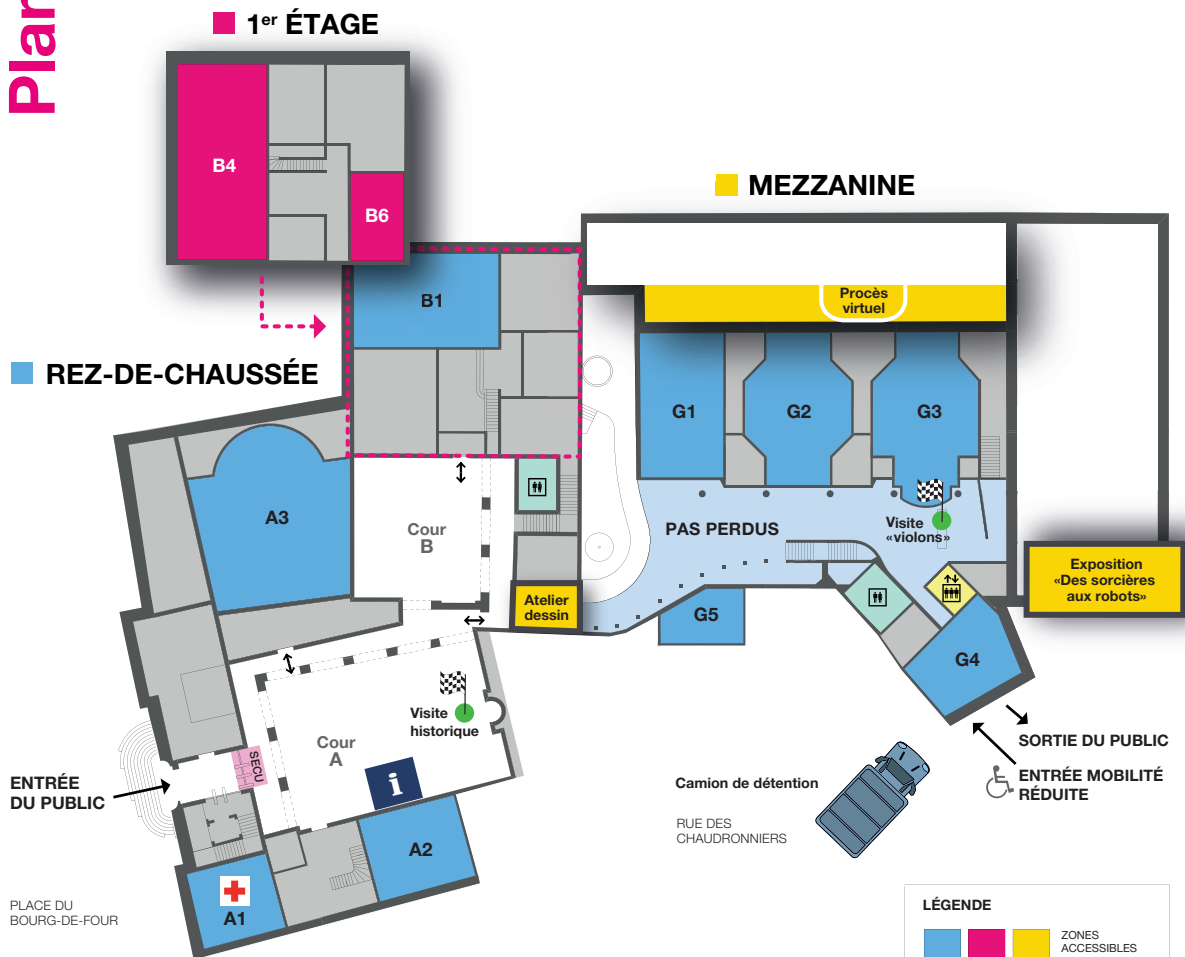 Plan
1er ÉTAGE
B4
B6
MEZZANINE
Procès
virtuel
B1
REZ-DE-CHAUSSÉE
G1
G2
G3
A3
Cour
B
PAS PERDUS
Visite
«violons»
Exposition
«Des sorcières
aux robots»
Atelier
dessin
G5
G4
Visite
historique
Cour
A
SECU
i
SORTIE DU PUBLIC
ENTRÉE
DU PUBLIC
Camion de détention
ENTRÉE MOBILITÉ
RÉDUITE
RUE DES
CHAUDRONNIERS
A2
A1
PLACE DU
BOURG-DE-FOUR
LÉGENDE
ZONES
ACCESSIBLES